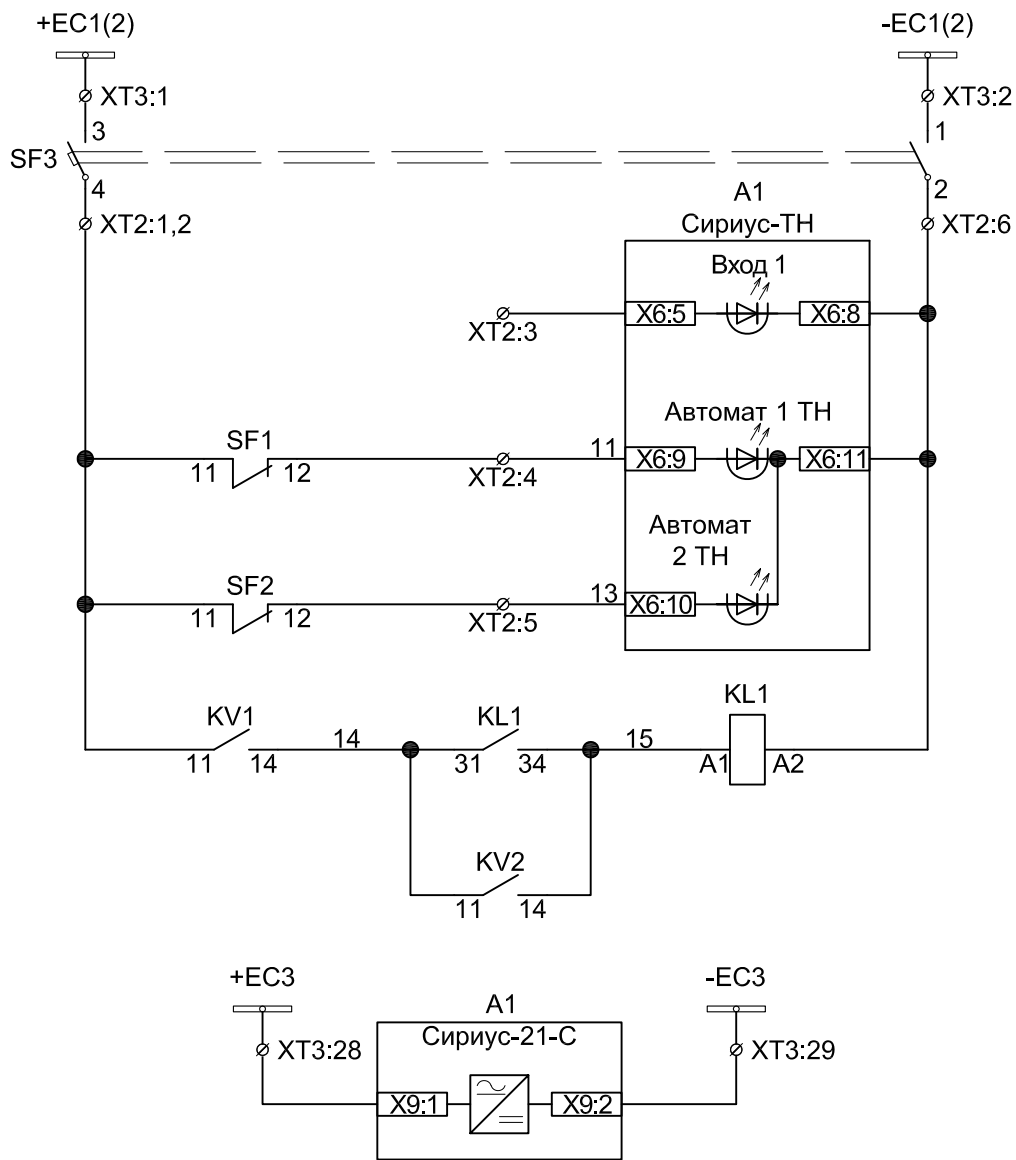 +EC1(2)
-EC1(2)
XT3:1
XT3:2
3
1
SF3
4
2
XT2:1,2
XT2:6
A1
Сириус-ТН
Вход 1
X6:5
X6:8
XT2:3
Автомат 1 ТН
SF1
11
12
XT2:4
11
X6:9
X6:11
Автомат
2 ТН
SF2
11
12
XT2:5
13
X6:10
KV1
11
14
14
KL1
31
34
15
KL1
A1
A2
KV2
11
14
+EC3
-EC3
A1
Сириус-21-С
XT3:28
XT3:29
X9:1
X9:2